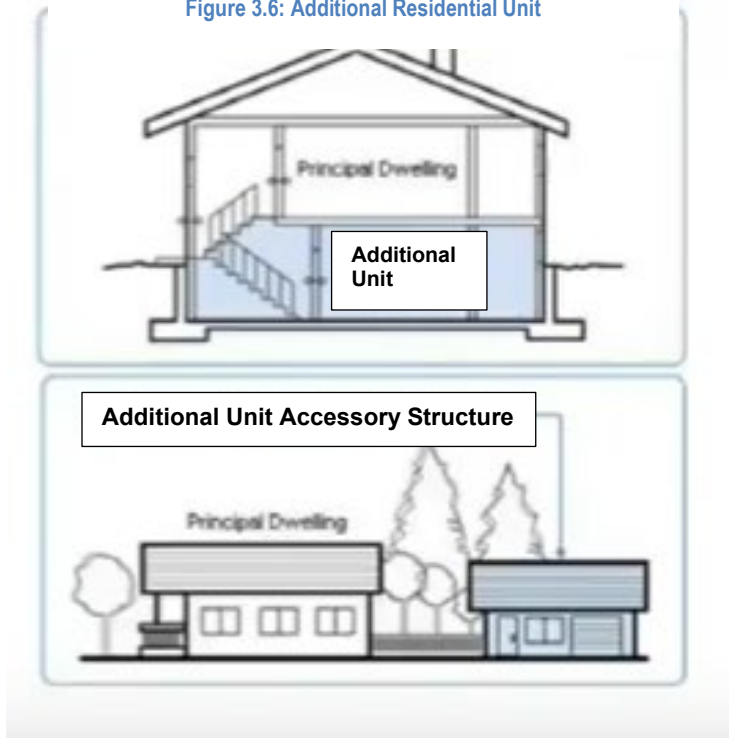 Figure 3.6: Additional Residential Unit
Principal Dwelling
Additional
Unit
Additional Unit Accessory Structure
Principal Dwelling